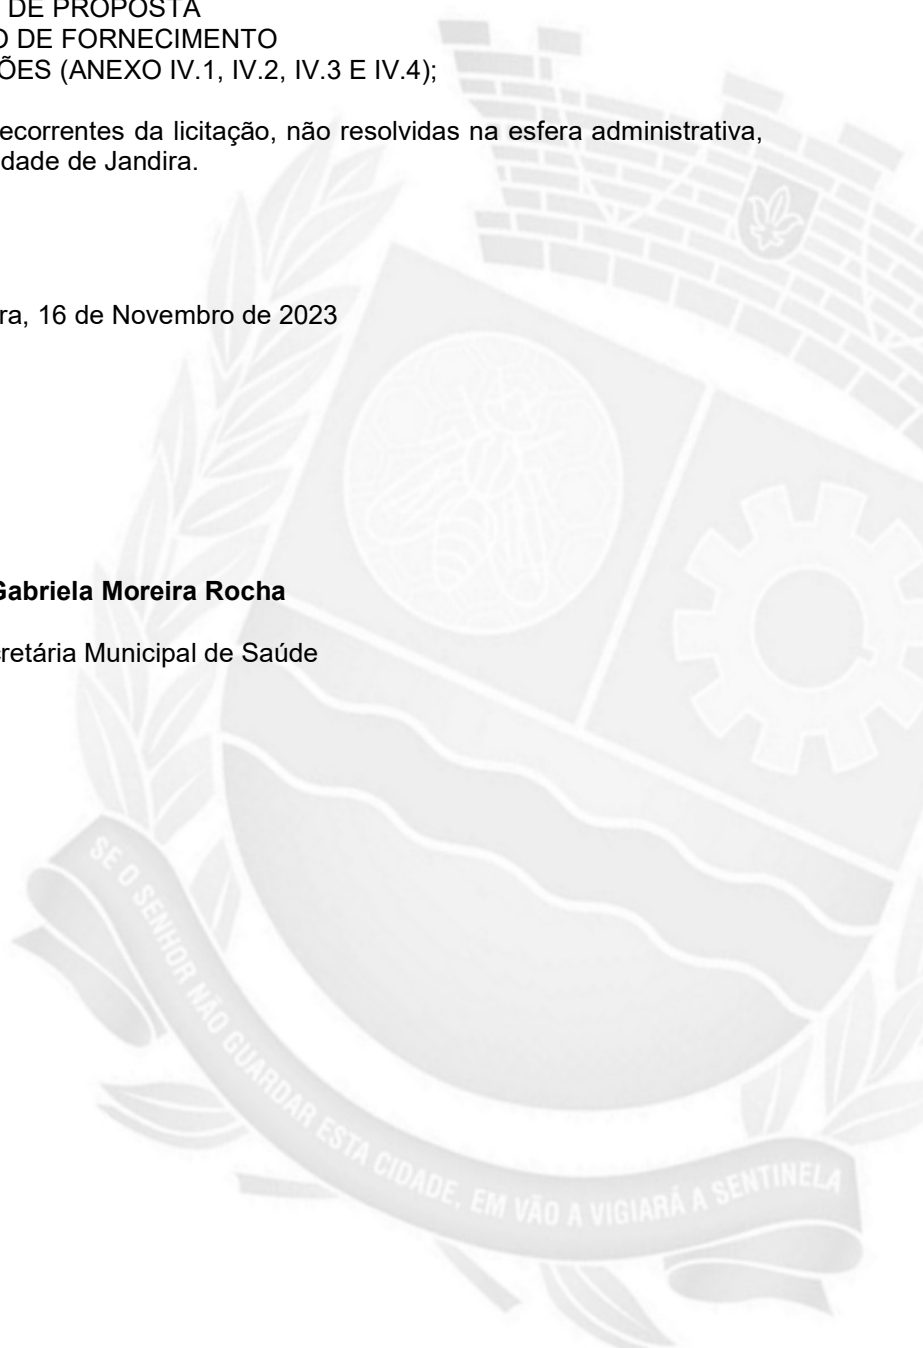 DE PROPOSTA
O DE FORNECIMENTO
ÕES (ANEXO IV.1, IV.2, IV.3 E IV.4);
ecorrentes da licitação, não resolvidas na esfera administrativa,
dade de Jandira.
ra, 16 de Novembro de 2023
Gabriela Moreira Rocha
retária Municipal de Saúde
SE O SENHOR NÃO GUARDAR ESTA CIDADE, EM VÃO A VIGIARÁ A SENTINELA